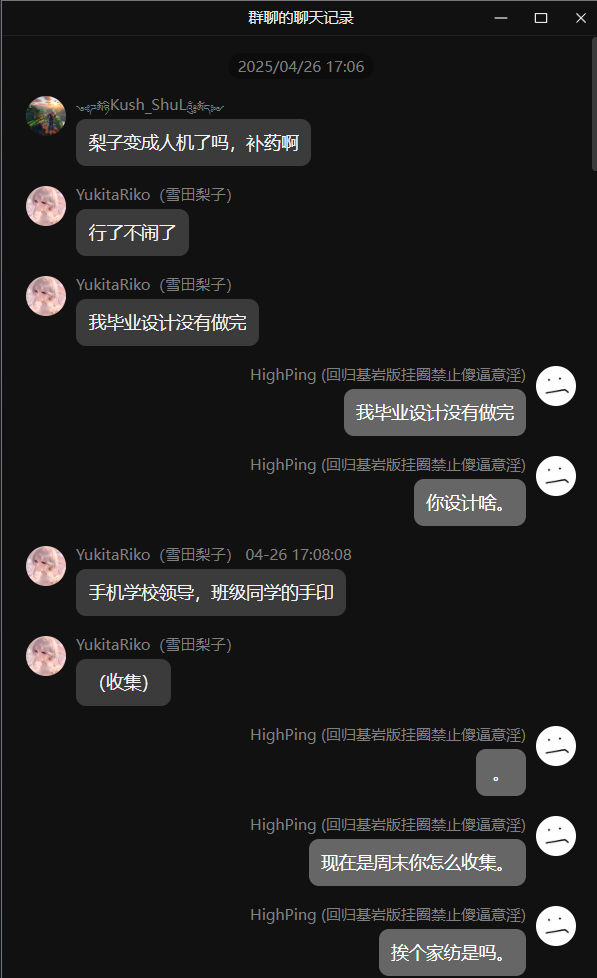 群聊的聊天记录
2025/04/26 17:06
Kush_ShuL
梨子变成人机了吗，补药啊
YukitaRiko（雪田梨子）
行了不闹了
YukitaRiko（雪田梨子）
我毕业设计没有做完
HighPing (回归基岩版挂圈禁止傻逼意淫)
我毕业设计没有做完
HighPing (回归基岩版挂圈禁止傻逼意淫)
你设计啥。
YukitaRiko（雪田梨子） 04-26 17:08:08
手机学校领导，班级同学的手印
YukitaRiko（雪田梨子）
（收集）
HighPing (回归基岩版挂圈禁止傻逼意淫)
。
HighPing (回归基岩版挂圈禁止傻逼意淫)
现在是周末你怎么收集。
HighPing (回归基岩版挂圈禁止傻逼意淫)
挨个家纺是吗。